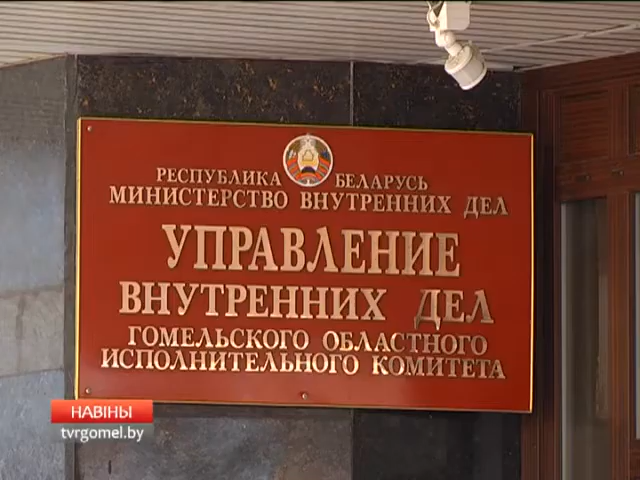 РЕСПУБЛИКА БЕЛАРУСЬ
МИНИСТЕРСТВО ВНУТРЕННИХ ДЕЛ
УПРАВЛЕНИЕ
ВНУТРЕННИХ ДЕЛ
ГОМЕЛЬСКОГО ОБЛАСТНОГО
ИСПОЛНИТЕЛЬНОГО КОМИТЕТА
НАВІНЫ
tvrgomel.by